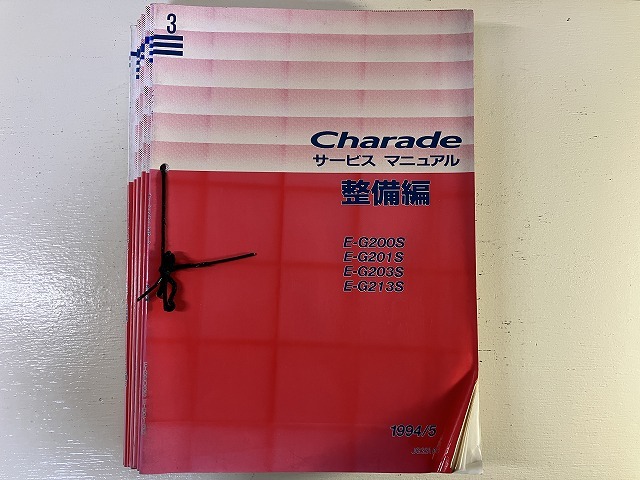 3
Charade
サービス マニュアル
整備編
E-G200S
E-G201S
E-G203S
E-G213S
1994/5